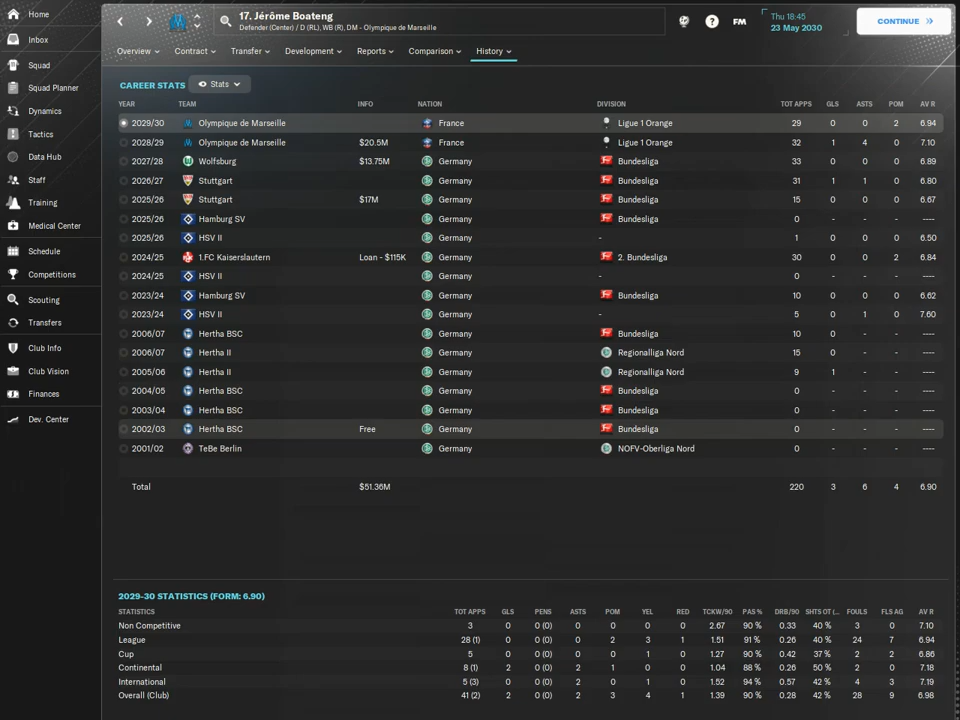 Home
Inbox
Squad
Squad Planner
Dynamics
Tactics
Data Hub
Staff
Training
Medical Center
Schedule
Competitions
Scouting
Transfers
Club Info
Club Vision
Finances
Dev. Center
17. Jérôme Boateng
Defender (Center) / D (RL), WB (R), DM - Olympique de Marseille
FM
Thu 18:45
23 May 2030
CONTINUE
Overview Contract Transfer Development Reports Comparison History
CAREER STATS Stats
YEAR TEAM INFO NATION DIVISION TOT APPS GLS ASTS POM AV R
2029/30 Olympique de Marseille France Ligue 1 Orange 29 0 0 2 6.94
2028/29 Olympique de Marseille $20.5M France Ligue 1 Orange 32 1 4 0 7.10
2027/28 Wolfsburg $13.75M Germany Bundesliga 33 0 0 0 6.89
2026/27 Stuttgart Germany Bundesliga 31 1 1 0 6.80
2025/26 Stuttgart $17M Germany Bundesliga 15 0 0 0 6.67
2025/26 Hamburg SV Germany Bundesliga 0 - - - ----
2025/26 HSV II Germany - 1 0 0 0 6.50
2024/25 1.FC Kaiserslautern Loan - $115K Germany 2. Bundesliga 30 0 0 2 6.84
2024/25 HSV II Germany - 0 - - - ----
2023/24 Hamburg SV Germany Bundesliga 10 0 0 0 6.62
2023/24 HSV II Germany - 5 0 1 0 7.60
2006/07 Hertha BSC Germany Bundesliga 10 0 - - ----
2006/07 Hertha II Germany Regionalliga Nord 15 0 - - ----
2005/06 Hertha II Germany Regionalliga Nord 9 1 - - ----
2004/05 Hertha BSC Germany Bundesliga 0 - - - ----
2003/04 Hertha BSC Germany Bundesliga 0 - - - ----
2002/03 Hertha BSC Free Germany Bundesliga 0 - - - ----
2001/02 TeBe Berlin Germany NOFV-Oberliga Nord 0 - - - ----
Total $51.36M 220 3 6 4 6.90
2029-30 STATISTICS (FORM: 6.90)
STATISTICS TOT APPS GLS PENS ASTS POM YEL RED TCKW/90 PAS % DRB/90 SHTS OT (... FOULS FLS AG AV R
Non Competitive 3 0 0 (0) 0 0 0 0 2.67 90 % 0.33 40 % 3 0 7.10
League 28 (1) 0 0 (0) 0 2 3 1 1.51 91 % 0.26 40 % 24 7 6.94
Cup 5 0 0 (0) 0 0 1 0 1.27 90 % 0.42 37 % 2 2 6.86
Continental 8 (1) 2 0 (0) 2 1 0 0 1.04 88 % 0.26 50 % 2 0 7.18
International 5 (3) 0 0 (0) 2 0 1 0 1.52 94 % 0.57 42 % 4 3 7.19
Overall (Club) 41 (2) 2 0 (0) 2 3 4 1 1.39 90 % 0.28 42 % 28 9 6.98